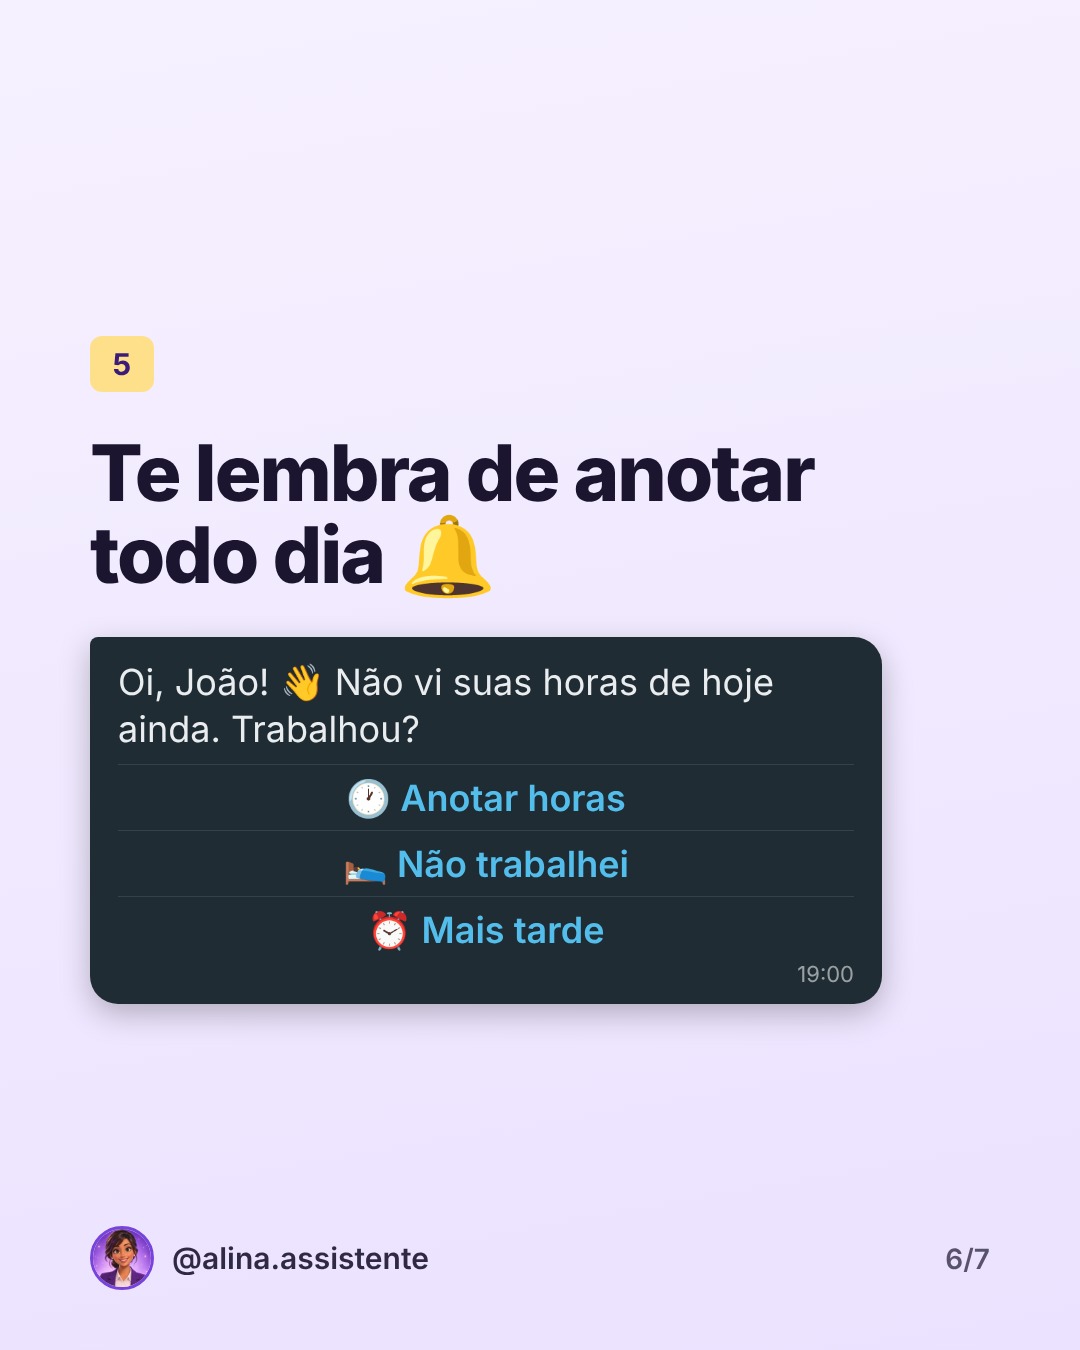 5
Te lembra de anotar
todo dia 🔔
Oi, João! 👋 Não vi suas horas de hoje
ainda. Trabalhou?
🕐 Anotar horas
🛌 Não trabalhei
⏰ Mais tarde
19:00
@alina.assistente
6/7